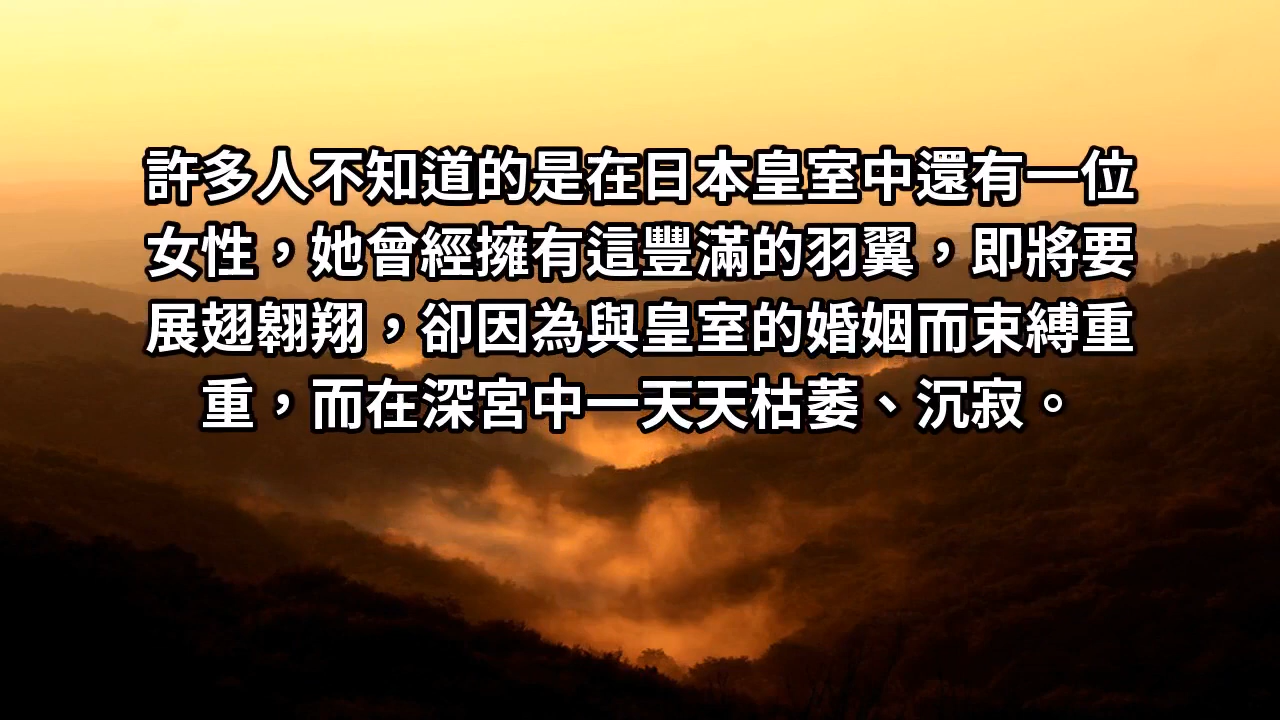 許多人不知道的是在日本皇室中還有一位
女性，她曾經擁有這豐滿的羽翼，即將要
展翅翱翔，卻因為與皇室的婚姻而束縛重
重，而在深宮中一天天枯萎、沉寂。